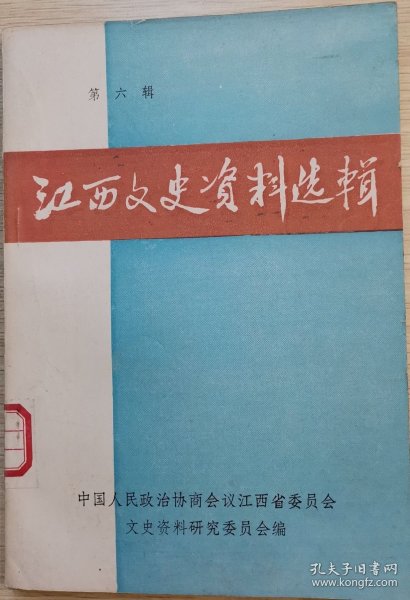 第六辑
江西文史资料选辑
中国人民政治协商会议江西省委员会
文史资料研究委员会编
孔夫子旧书网
www.kongfz.com